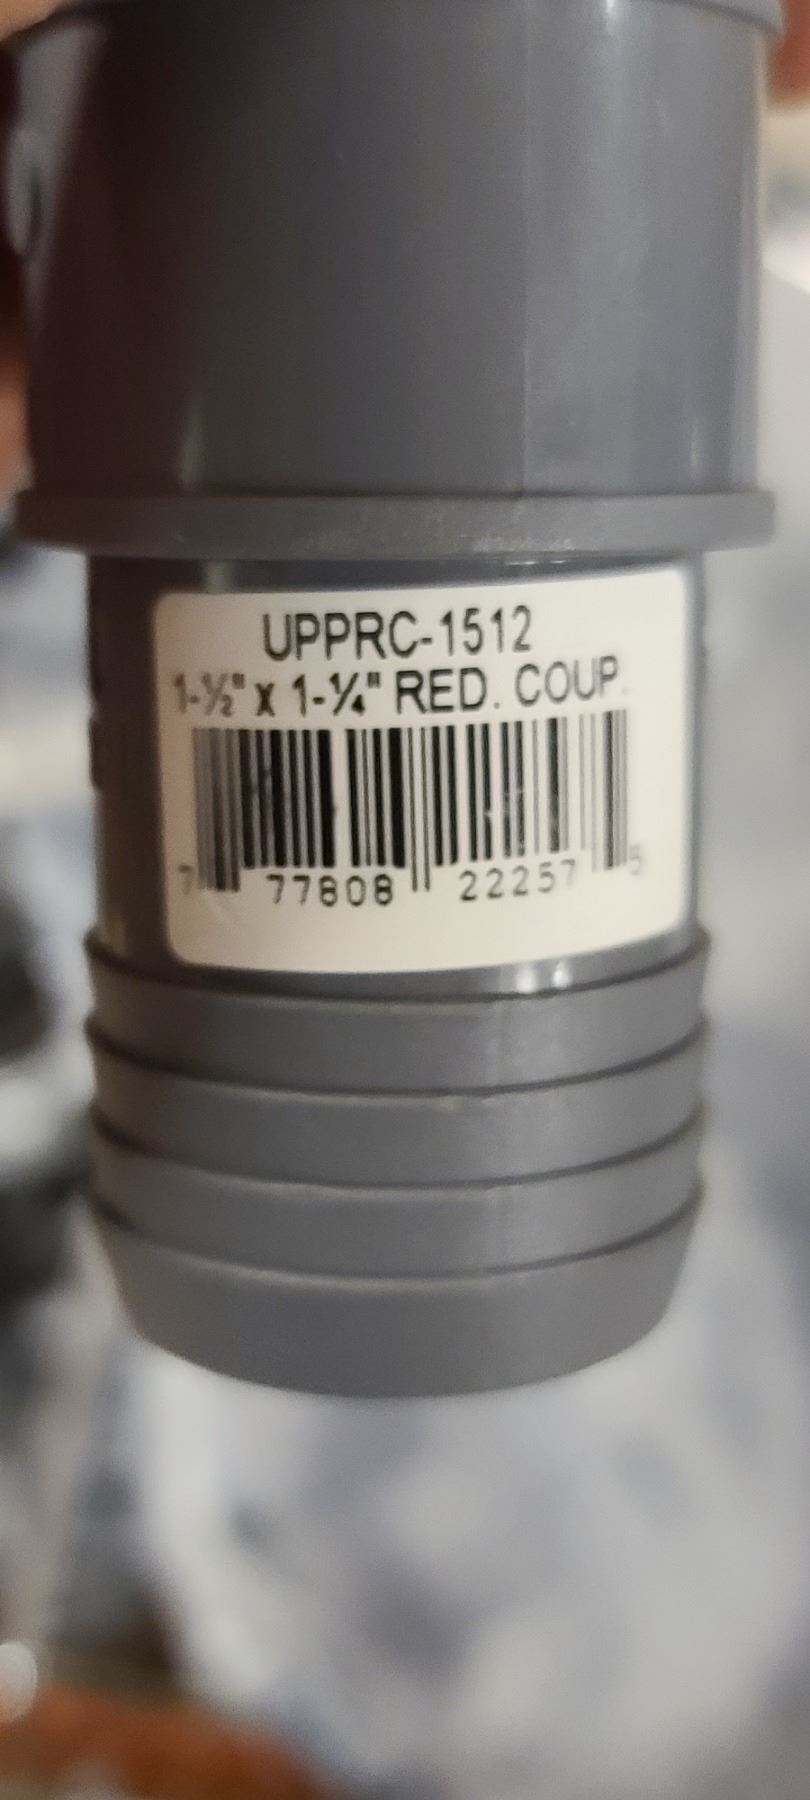 UPPRC-1512
1-½" x 1-¼" RED. COUP.
7 77808 22257 5